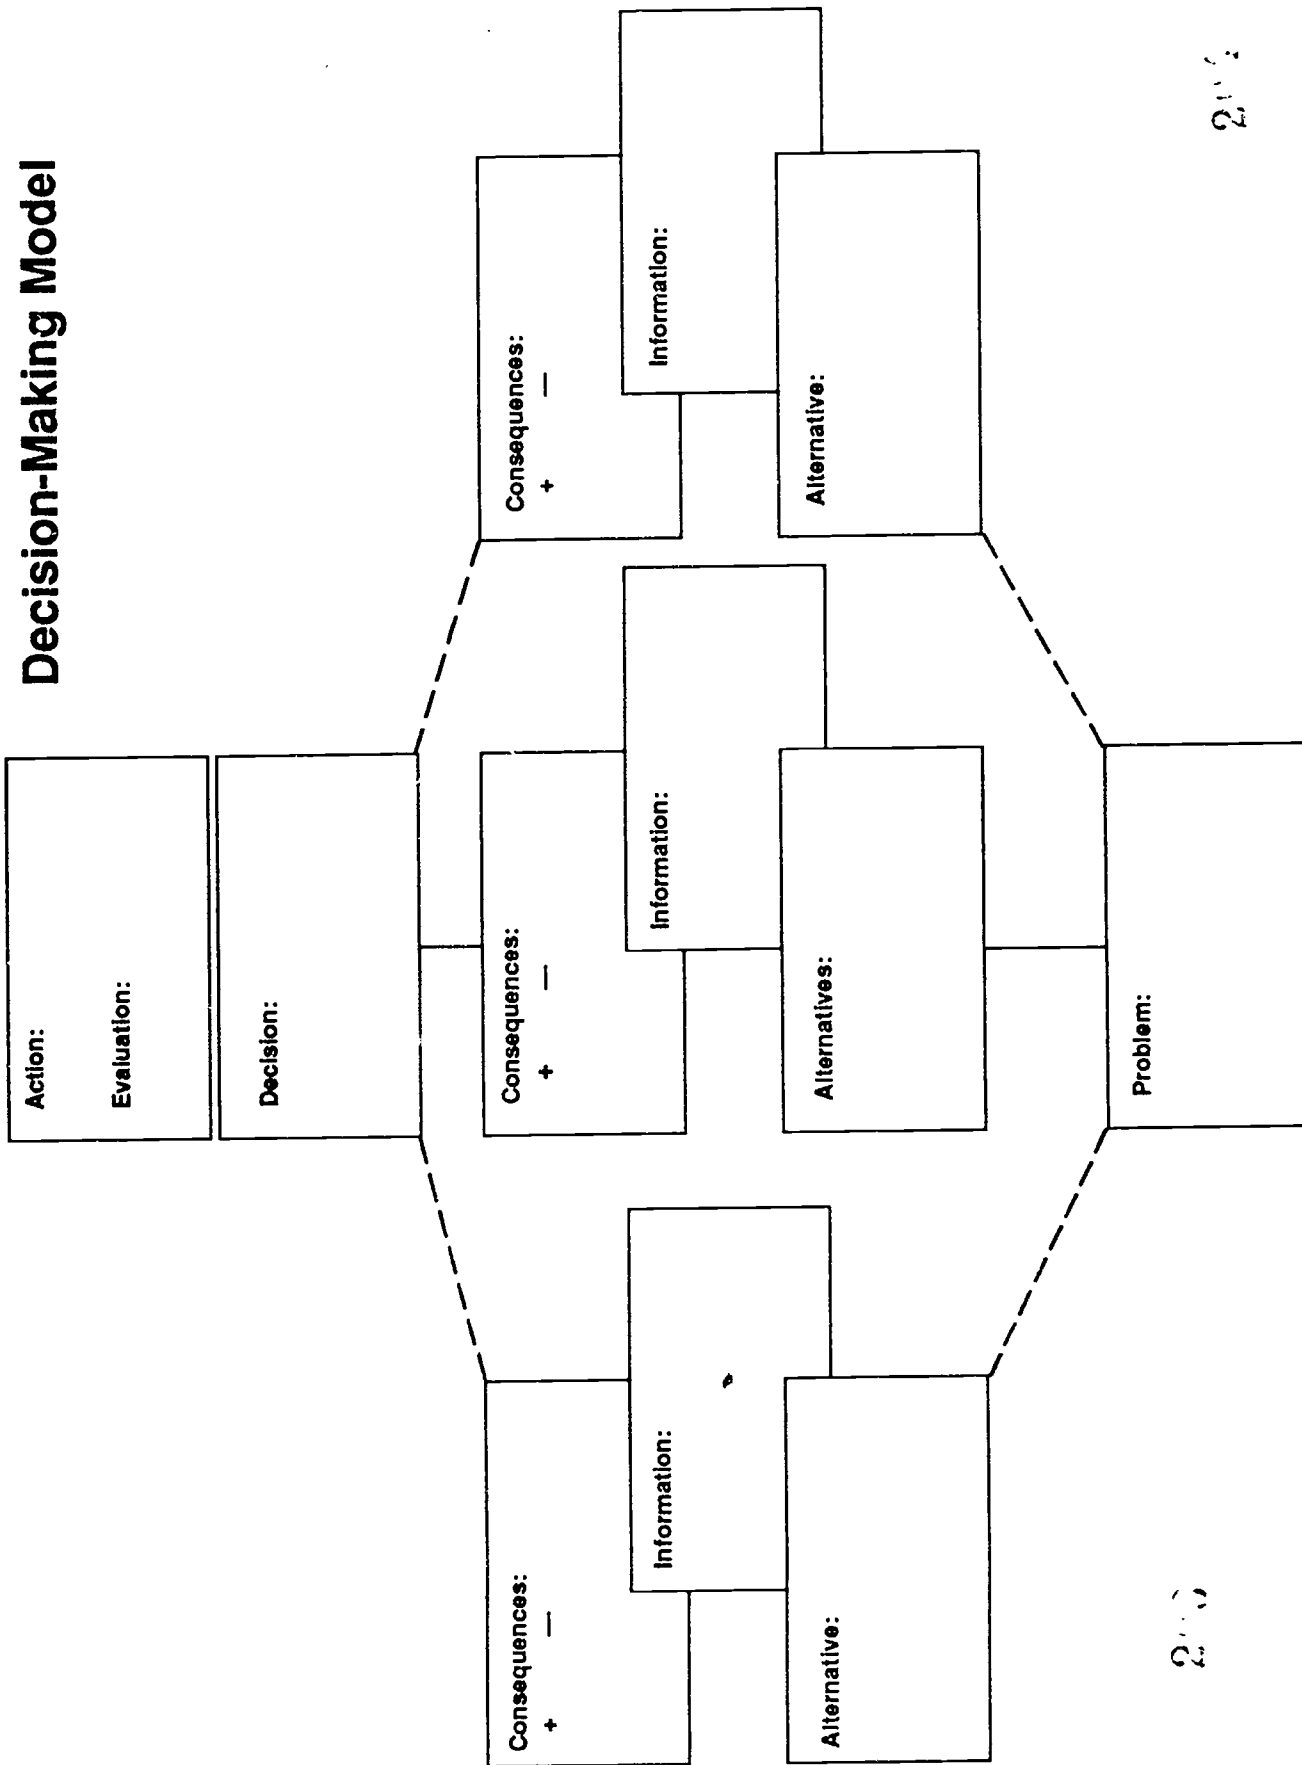 Decision-Making Model
Action:
Evaluation:
Decision:
Consequences:
+ —
Consequences:
+ —
Consequences:
+ —
Information:
Information:
Information:
Alternative:
Alternatives:
Alternative:
Problem: